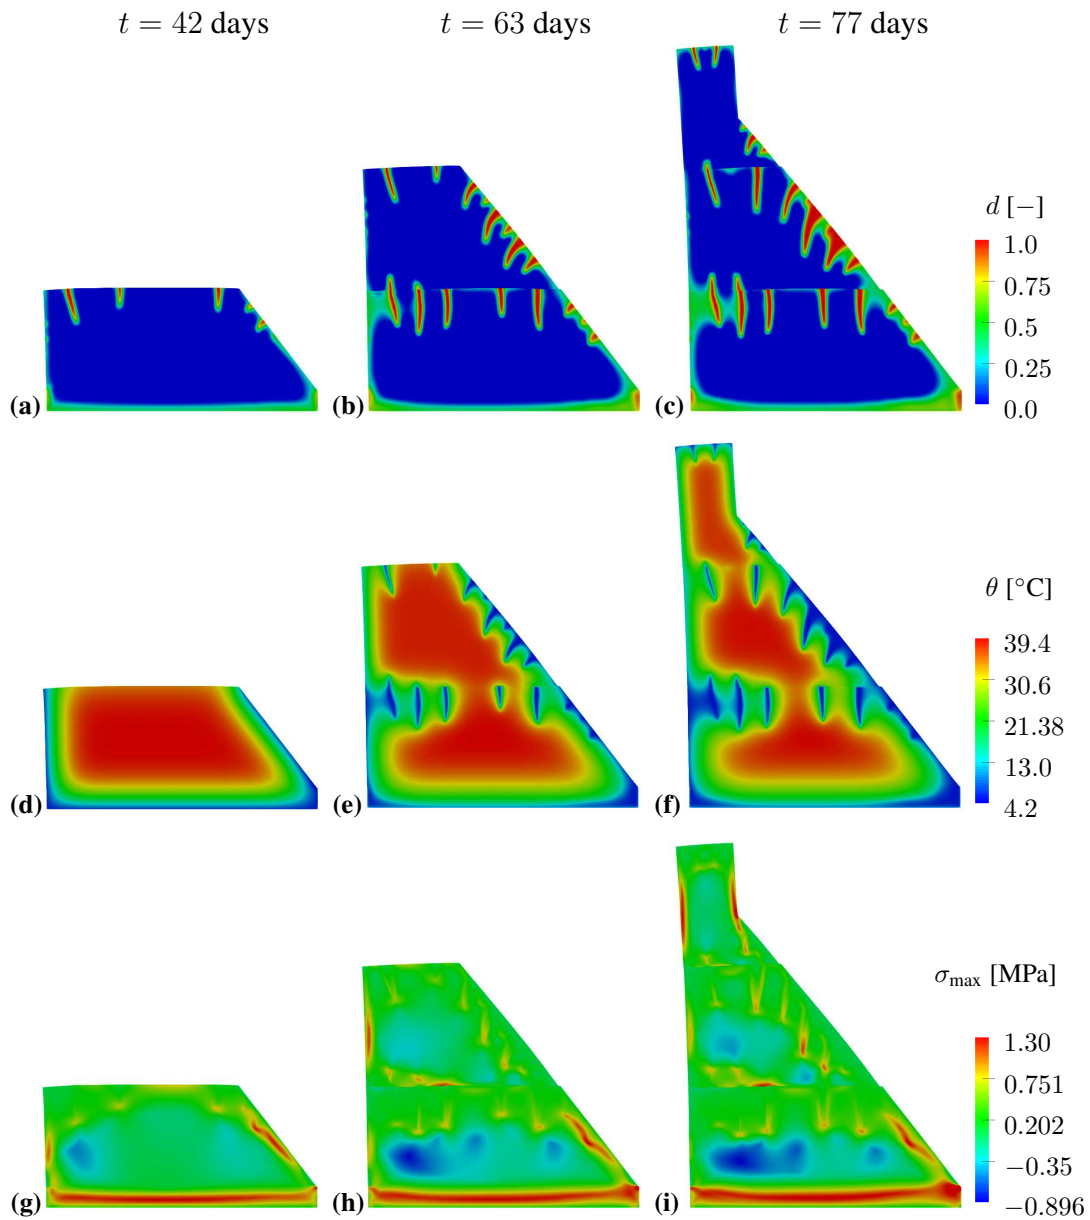 t = 42 days
t = 63 days
t = 77 days
d [−]
1.0
0.75
0.5
0.25
0.0
(a)
(b)
(c)
θ [°C]
39.4
30.6
21.38
13.0
4.2
(d)
(e)
(f)
σmax [MPa]
1.30
0.751
0.202
−0.35
−0.896
(g)
(h)
(i)